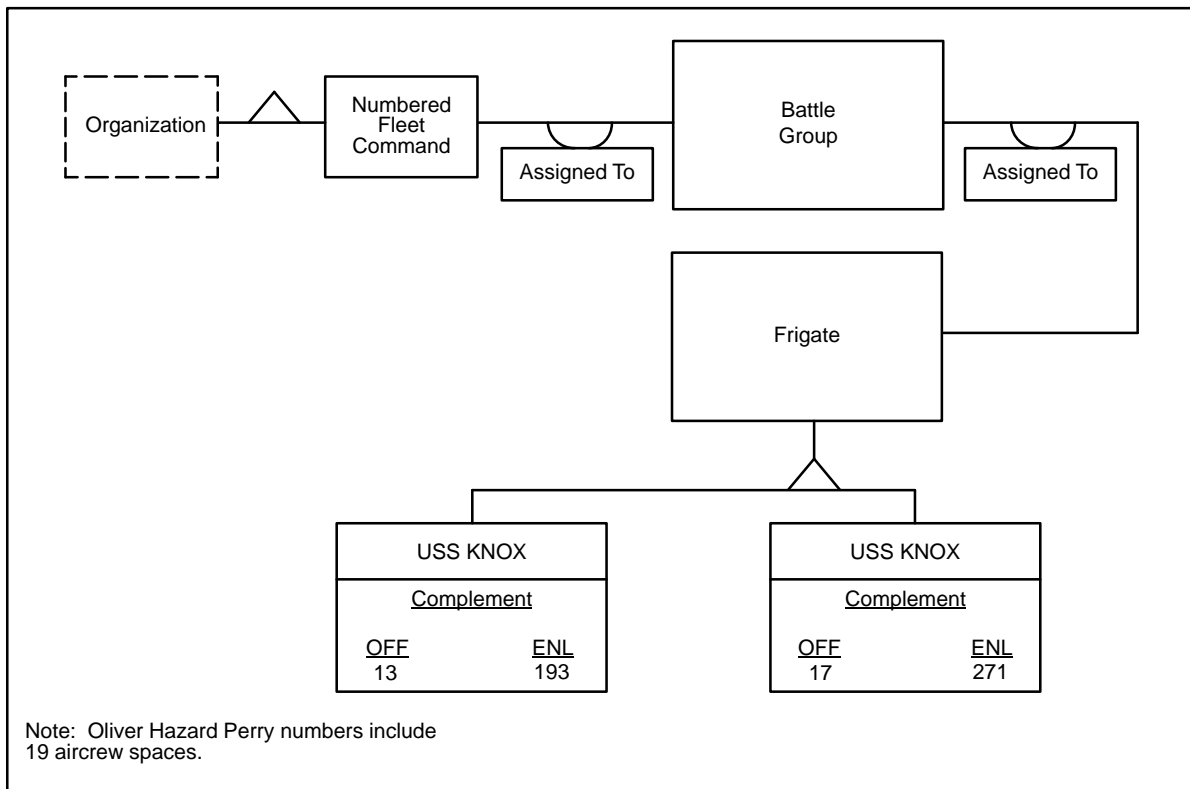 Organization
Numbered
Fleet
Command
Assigned To
Battle
Group
Assigned To
Frigate
USS KNOX
Complement
OFF ENL
13 193
USS KNOX
Complement
OFF ENL
17 271
Note: Oliver Hazard Perry numbers include
19 aircrew spaces.